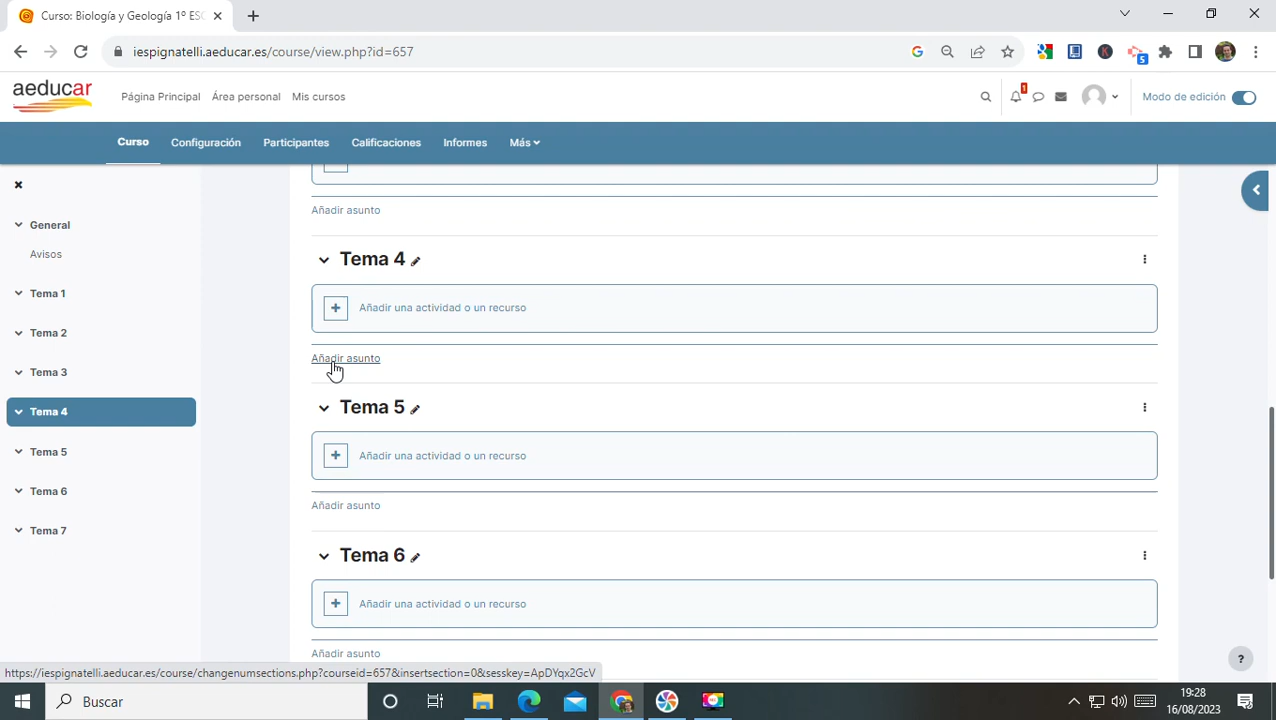 Curso: Biología y Geología 1º ESO
iespignatelli.aeducar.es/course/view.php?id=657
5
aeducar
Página Principal Área personal Mis cursos
1
Modo de edición
Curso Configuración Participantes Calificaciones Informes Más
General
Avisos
Tema 1
Tema 2
Tema 3
Tema 4
Tema 5
Tema 6
Tema 7
Añadir asunto
Tema 4
Añadir una actividad o un recurso
Añadir asunto
Tema 5
Añadir una actividad o un recurso
Añadir asunto
Tema 6
Añadir una actividad o un recurso
Añadir asunto
?
https://iespignatelli.aeducar.es/course/changenumsections.php?courseid=657&insertsection=0&sesskey=ApDYqx2GcV
Buscar
19:28
16/08/2023